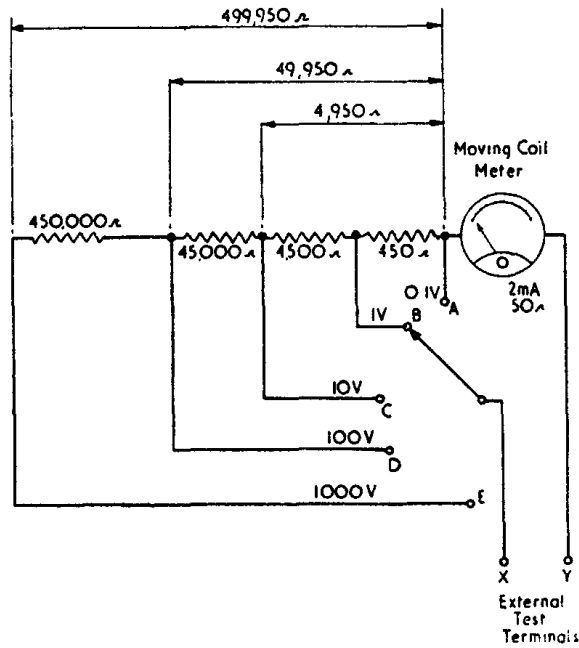 499,950 Ω
49,950 Ω
4,950 Ω
Moving Coil
Meter
450,000 Ω
45,000 Ω
4,500 Ω
450 Ω
2mA
50 Ω
O 1V
A
1V
B
10V
C
100V
D
1000V
E
X
Y
External
Test
Terminals